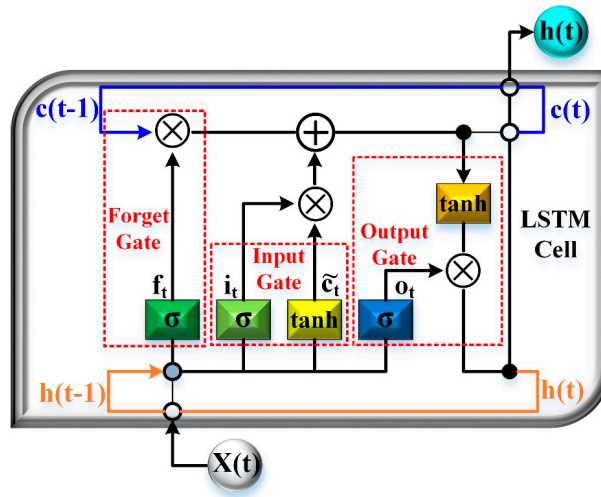 h(t)
c(t-1)
c(t)
Forget
Gate
tanh
LSTM
Cell
Output
Gate
Input
Gate
f_t
i_t
c̃_t
o_t
σ
σ
tanh
σ
h(t-1)
h(t)
X(t)